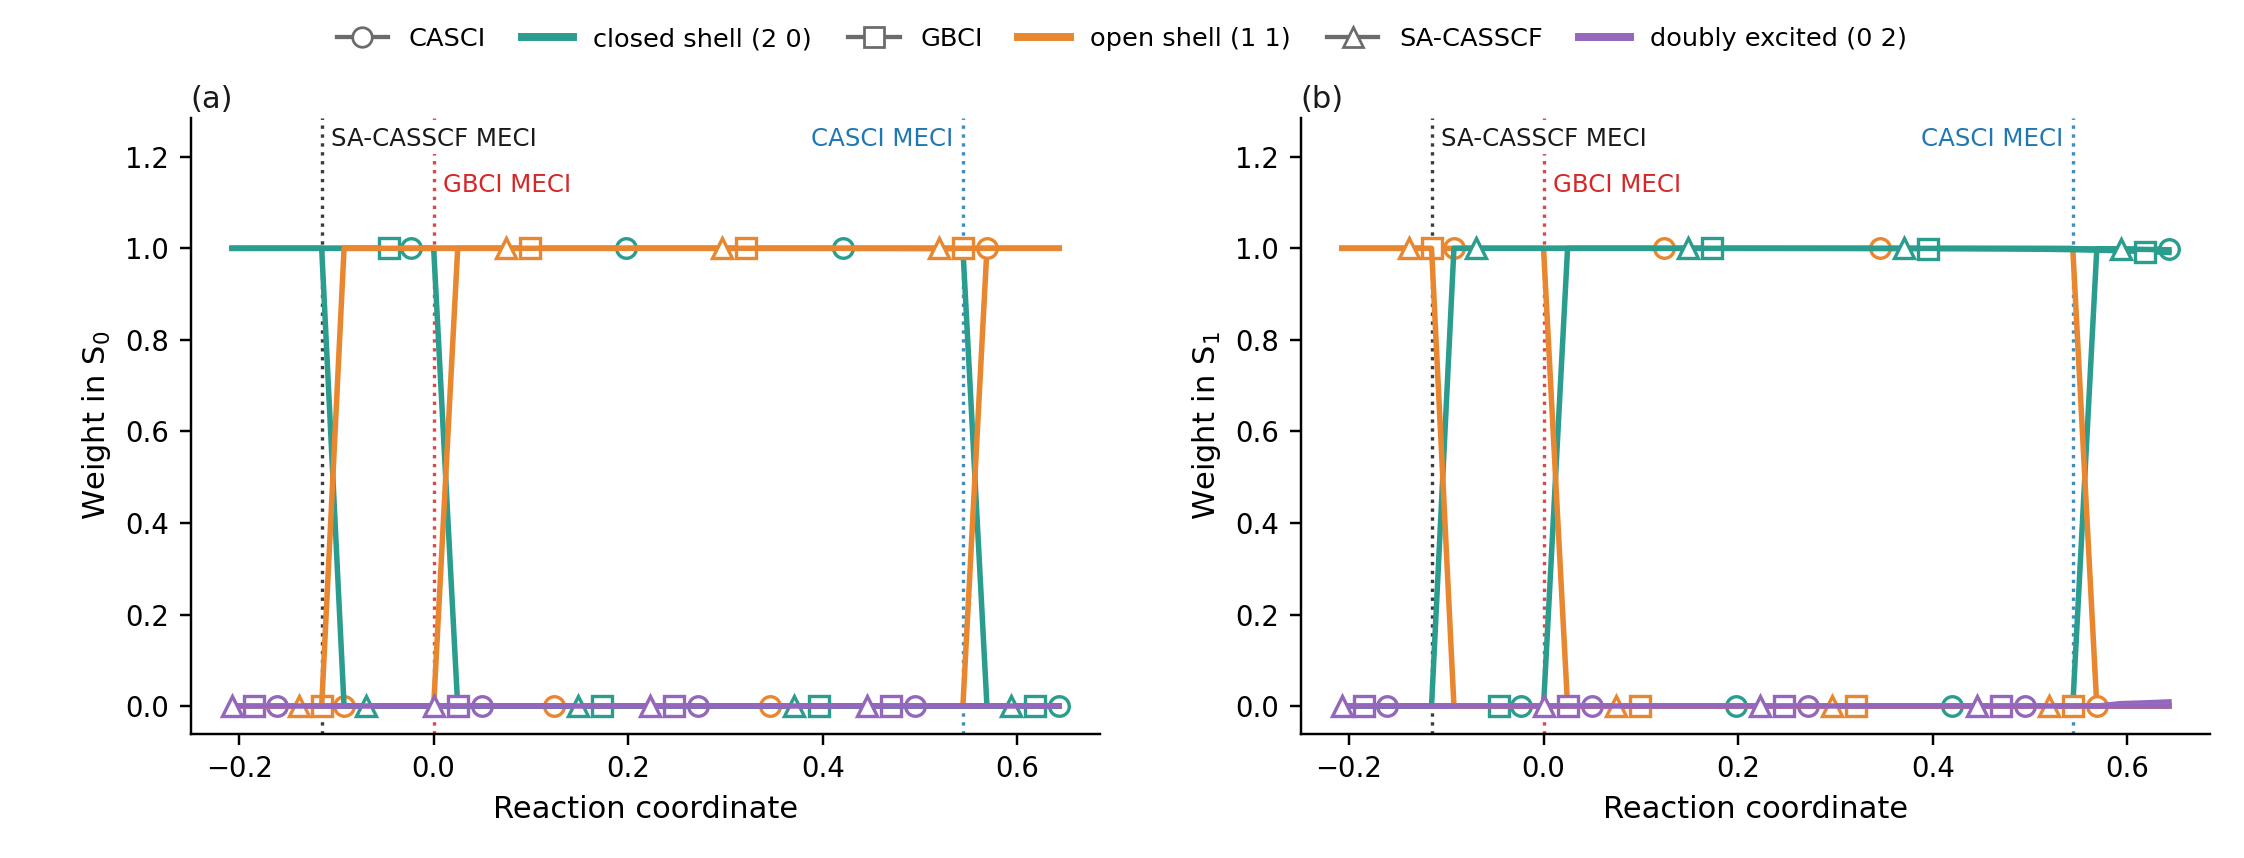 CASCI closed shell (2 0) GBCI open shell (1 1) SA-CASSCF doubly excited (0 2)
(a)
SA-CASSCF MECI
CASCI MECI
GBCI MECI
1.2
1.0
0.8
0.6
0.4
0.2
0.0
Weight in S₀
−0.2 0.0 0.2 0.4 0.6
Reaction coordinate
(b)
SA-CASSCF MECI
CASCI MECI
GBCI MECI
1.2
1.0
0.8
0.6
0.4
0.2
0.0
Weight in S₁
−0.2 0.0 0.2 0.4 0.6
Reaction coordinate